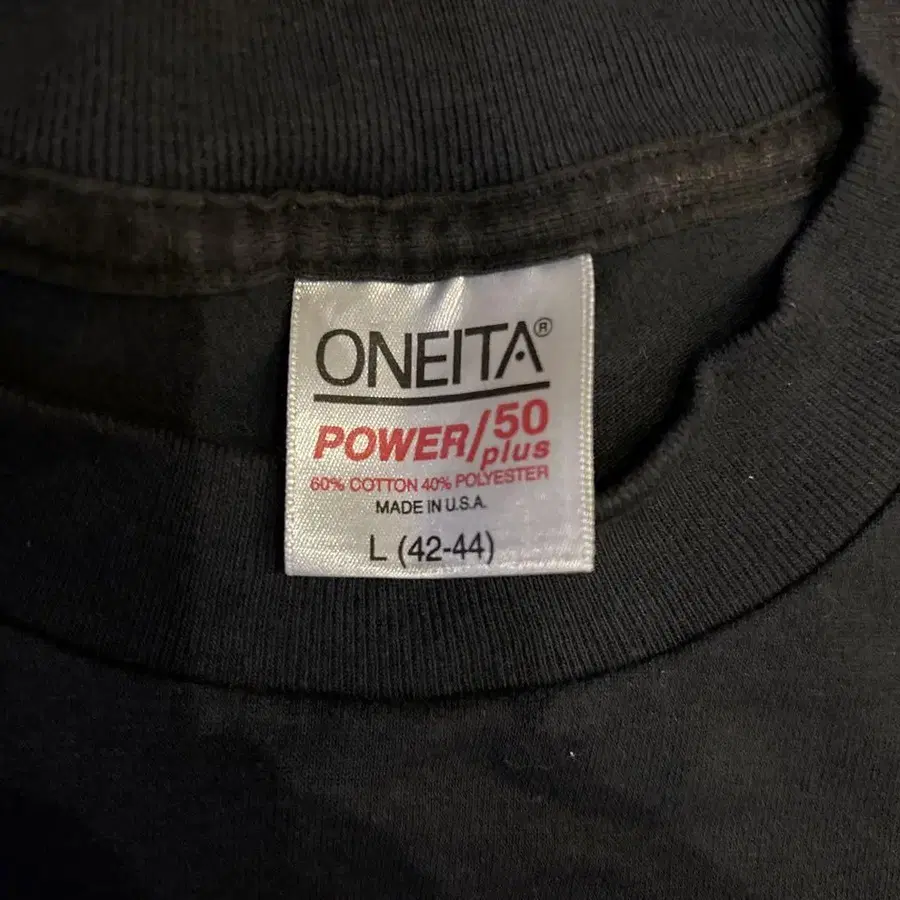 ONEITA®
POWER/50 plus
60% COTTON 40% POLYESTER
MADE IN U.S.A.
L (42-44)